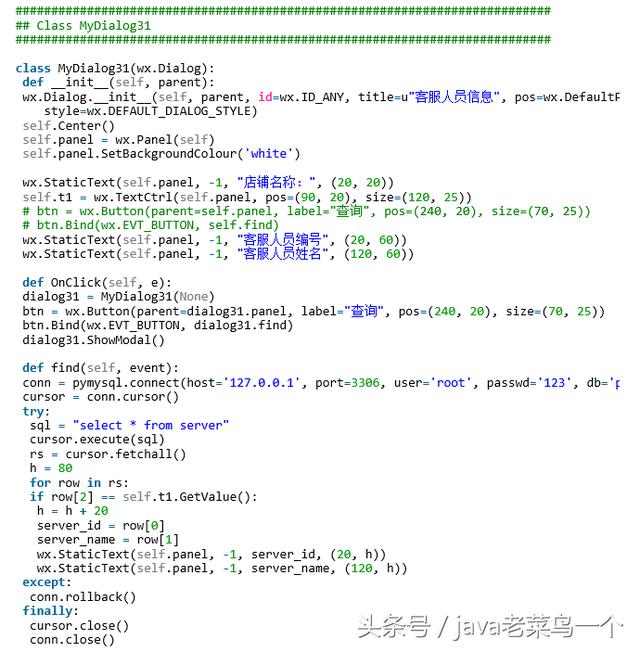 ################################################################################
## Class MyDialog31
################################################################################
class MyDialog31(wx.Dialog):
def __init__(self, parent):
wx.Dialog.__init__(self, parent, id=wx.ID_ANY, title=u"客服人员信息", pos=wx.DefaultP
style=wx.DEFAULT_DIALOG_STYLE)
self.Center()
self.panel = wx.Panel(self)
self.panel.SetBackgroundColour('white')
wx.StaticText(self.panel, -1, "店铺名称：", (20, 20))
self.t1 = wx.TextCtrl(self.panel, pos=(90, 20), size=(120, 25))
# btn = wx.Button(parent=self.panel, label="查询", pos=(240, 20), size=(70, 25))
# btn.Bind(wx.EVT_BUTTON, self.find)
wx.StaticText(self.panel, -1, "客服人员编号", (20, 60))
wx.StaticText(self.panel, -1, "客服人员姓名", (120, 60))
def OnClick(self, e):
dialog31 = MyDialog31(None)
btn = wx.Button(parent=dialog31.panel, label="查询", pos=(240, 20), size=(70, 25))
btn.Bind(wx.EVT_BUTTON, dialog31.find)
dialog31.ShowModal()
def find(self, event):
conn = pymysql.connect(host='127.0.0.1', port=3306, user='root', passwd='123', db='p
cursor = conn.cursor()
try:
sql = "select * from server"
cursor.execute(sql)
rs = cursor.fetchall()
h = 80
for row in rs:
if row[2] == self.t1.GetValue():
h = h + 20
server_id = row[0]
server_name = row[1]
wx.StaticText(self.panel, -1, server_id, (20, h))
wx.StaticText(self.panel, -1, server_name, (120, h))
except:
conn.rollback()
finally:
cursor.close()
conn.close()
头条号 / java老菜鸟一个